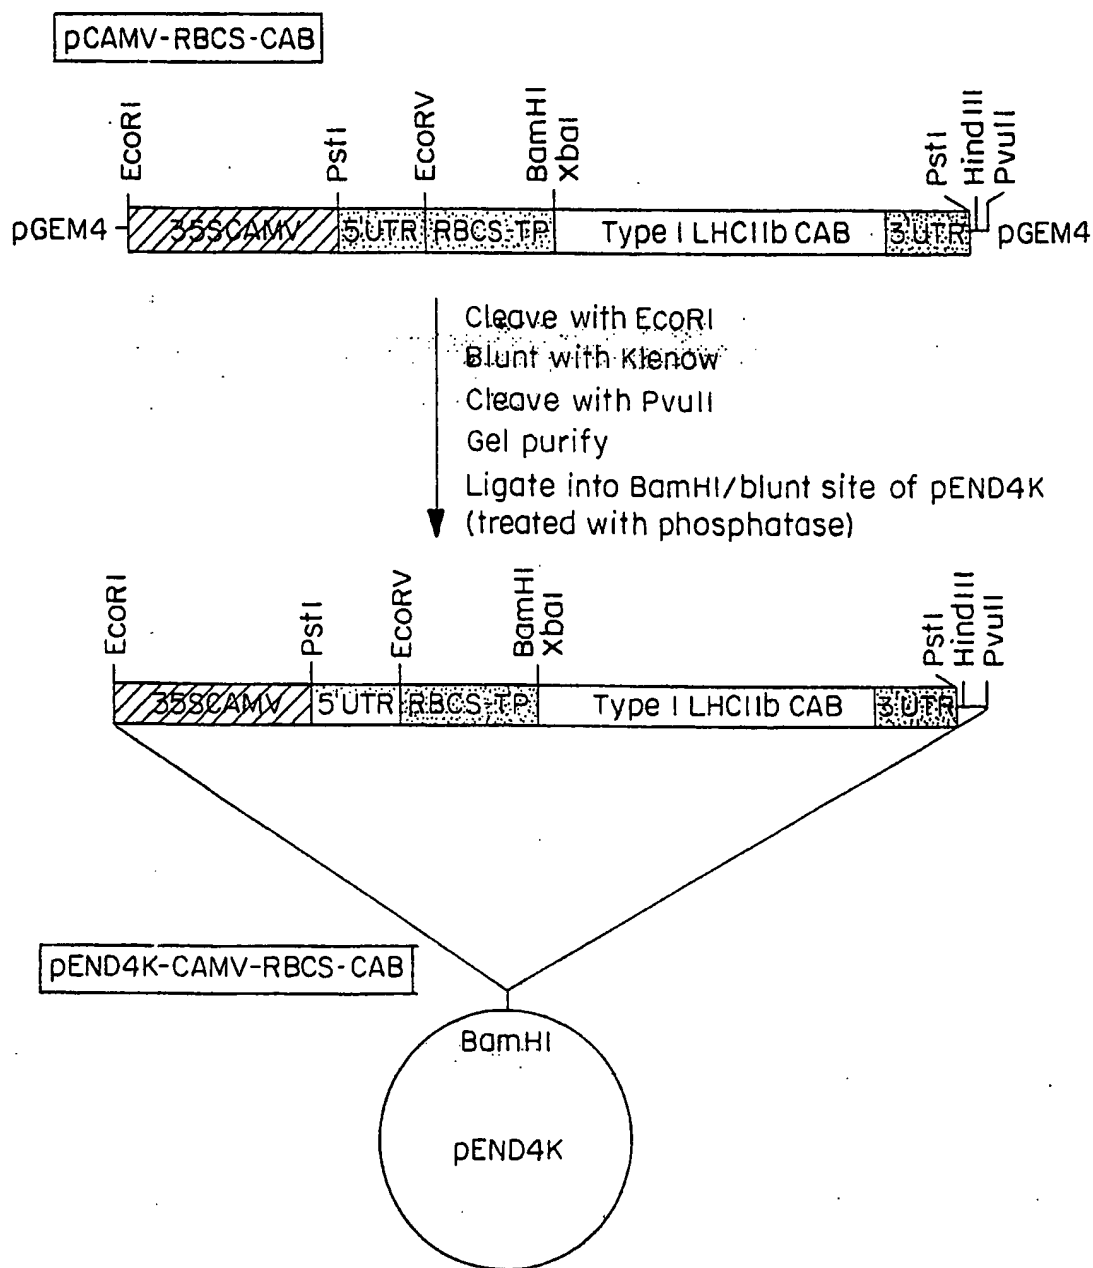 pCAMV-RBCS-CAB
EcoRI
PstI
EcoRV
BamHI
XbaI
PstI
HindIII
PvuII
pGEM4
35SCAMV
5'UTR
RBCS-TP
Type I LHCIIb CAB
3'UTR
pGEM4
Cleave with EcoRI
Blunt with Klenow
Cleave with PvuII
Gel purify
Ligate into BamHI/blunt site of pEND4K
(treated with phosphatase)
EcoRI
PstI
EcoRV
BamHI
XbaI
PstI
HindIII
PvuII
35SCAMV
5'UTR
RBCS-TP
Type I LHCIIb CAB
3'UTR
pEND4K-CAMV-RBCS-CAB
BamHI
pEND4K